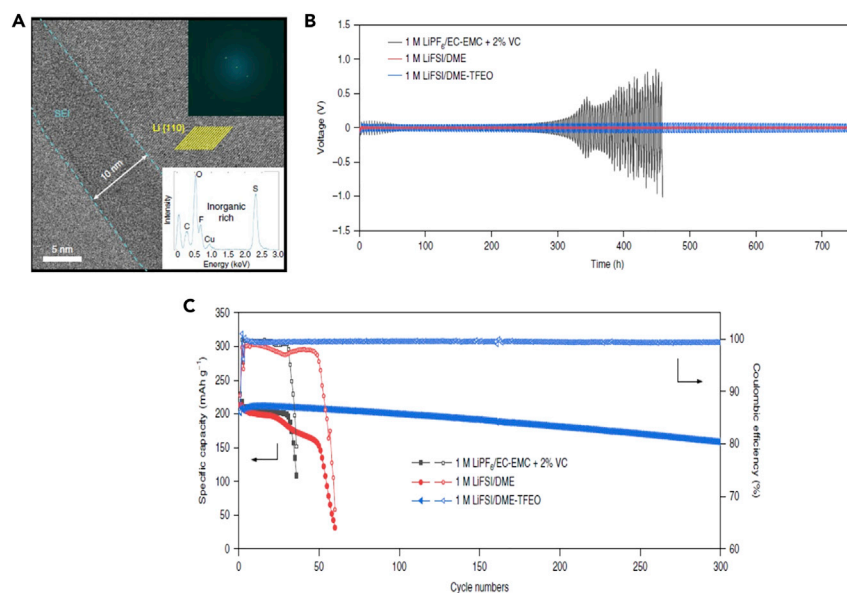 A
SEI
Li {110}
10 nm
5 nm
O
S
Inorganic
rich
C
F
Cu
Intensity
0.0 0.5 1.0 1.5 2.0 2.5 3.0
Energy (keV)
B
1 M LiPF6/EC-EMC + 2% VC
1 M LiFSI/DME
1 M LiFSI/DME-TFEO
1.5
1.0
0.5
0
-0.5
-1.0
-1.5
Voltage (V)
0 100 200 300 400 500 600 700
Time (h)
C
350
300
250
200
150
100
50
0
Specific capacity (mAh g−1)
1 M LiPF6/EC-EMC + 2% VC
1 M LiFSI/DME
1 M LiFSI/DME-TFEO
100
90
80
70
60
Coulombic efficiency (%)
0 50 100 150 200 250 300
Cycle numbers